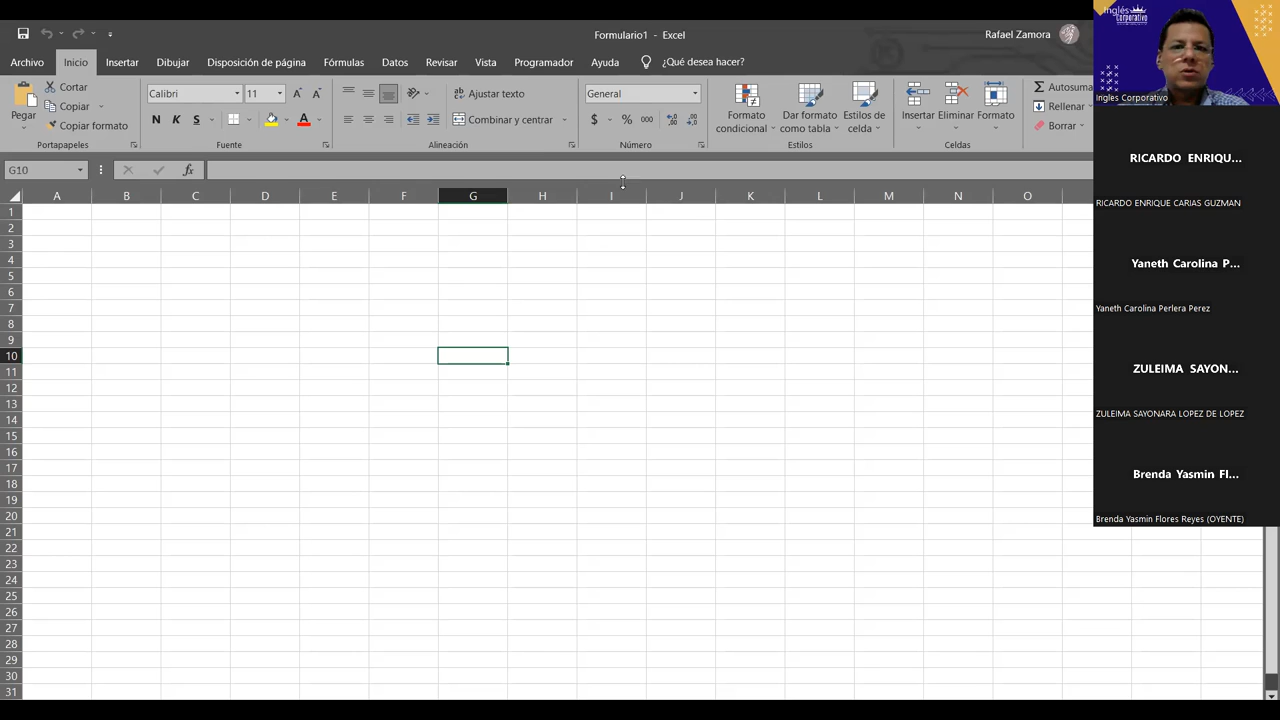 Formulario1 - Excel
Rafael Zamora
Archivo Inicio Insertar Dibujar Disposición de página Fórmulas Datos Revisar Vista Programador Ayuda ¿Qué desea hacer?
Pegar
Cortar
Copiar
Copiar formato
Portapapeles
Calibri 11
N K S
Fuente
Ajustar texto
Combinar y centrar
Alineación
General
$ % 000
Número
Formato condicional
Dar formato como tabla
Estilos de celda
Estilos
Insertar
Eliminar
Formato
Celdas
Autosuma
Rellenar
Borrar
G10
fx
A B C D E F G H I J K L M N O
1
2
3
4
5
6
7
8
9
10
11
12
13
14
15
16
17
18
19
20
21
22
23
24
25
26
27
28
29
30
31
Inglés
Corporativo
Ingles Corporativo
RICARDO ENRIQU...
RICARDO ENRIQUE CARIAS GUZMAN
Yaneth Carolina P...
Yaneth Carolina Perlera Perez
ZULEIMA SAYON...
ZULEIMA SAYONARA LOPEZ DE LOPEZ
Brenda Yasmin Fl...
Brenda Yasmin Flores Reyes (OYENTE)